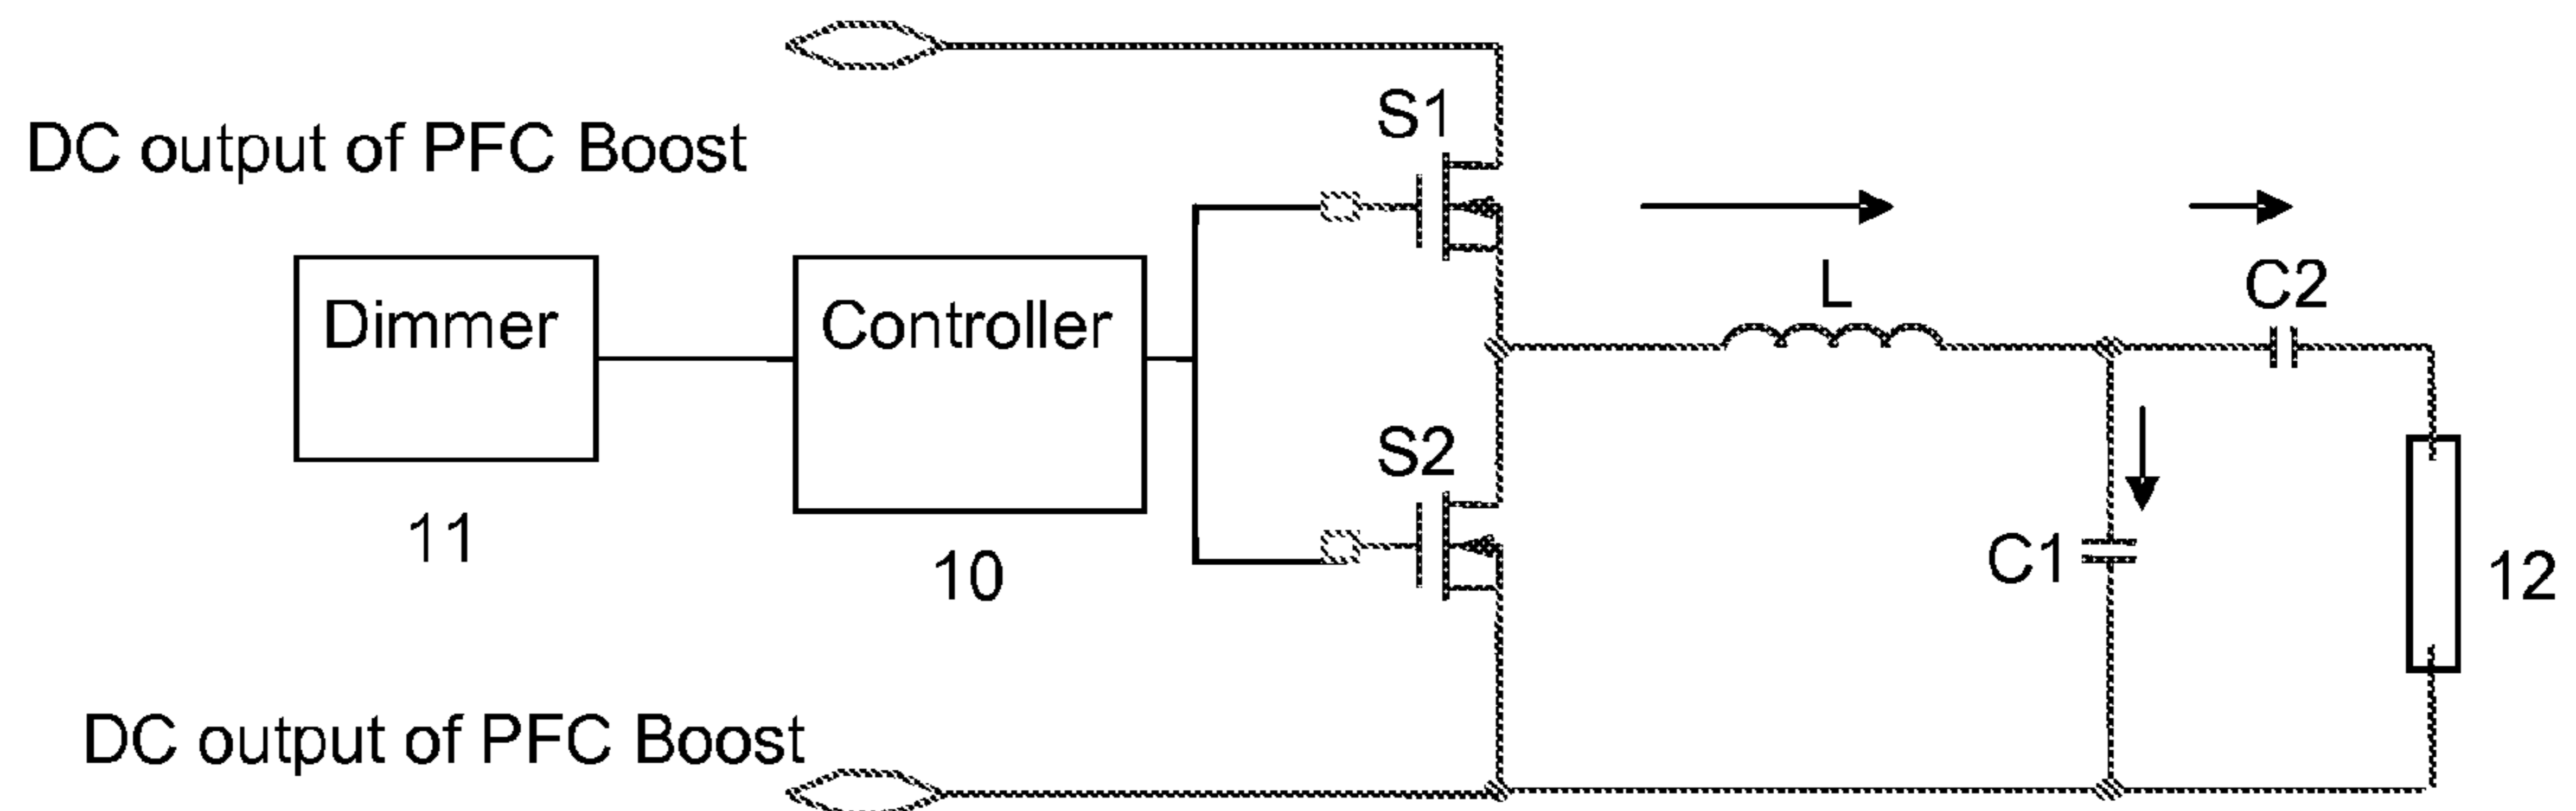 DC output of PFC Boost
S1
L
C2
Dimmer
Controller
S2
11
10
C1
12
DC output of PFC Boost